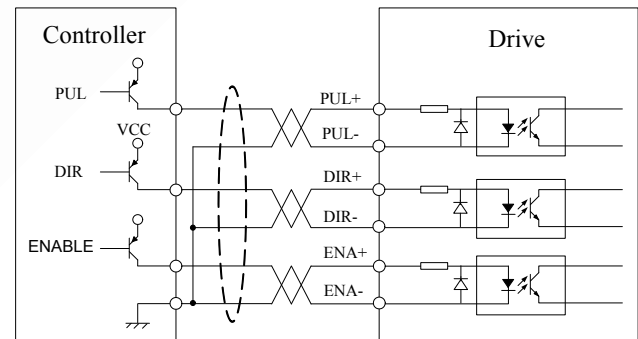 Controller
Drive
PUL
PUL+
PUL-
VCC
DIR
DIR+
DIR-
ENABLE
ENA+
ENA-